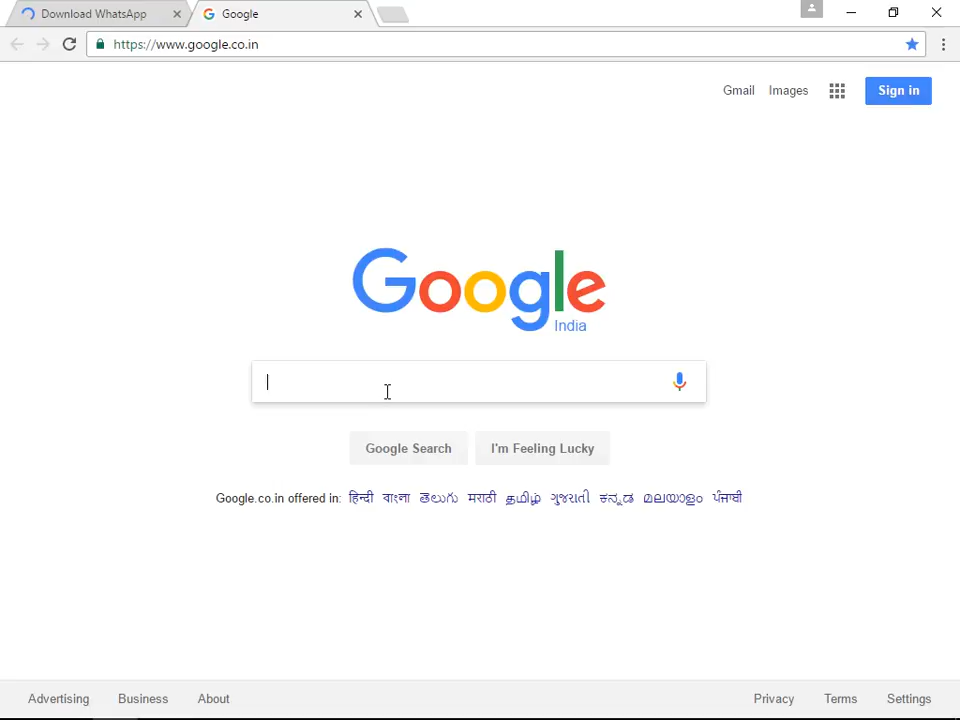 Download WhatsApp
Google
https://www.google.co.in
Gmail Images Sign in
Google
India
Google Search I'm Feeling Lucky
Google.co.in offered in: हिन्दी বাংলা తెలుగు मराठी தமிழ் ગુજરાતી ಕನ್ನಡ മലയാളം ਪੰਜਾਬੀ
Advertising Business About Privacy Terms Settings